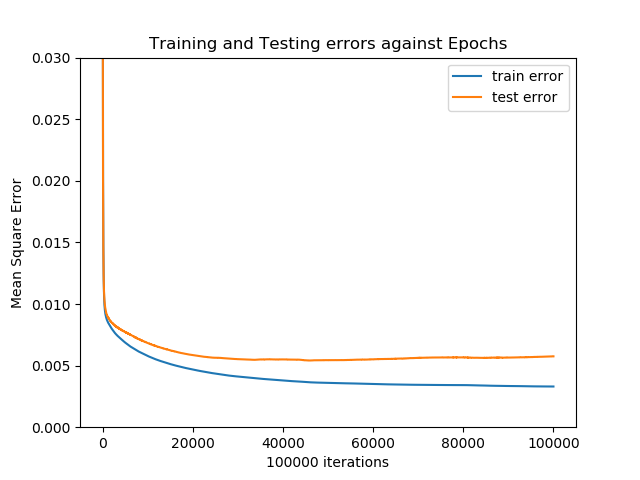 Training and Testing errors against Epochs
train error
test error
Mean Square Error
0.030
0.025
0.020
0.015
0.010
0.005
0.000
0 20000 40000 60000 80000 100000
100000 iterations